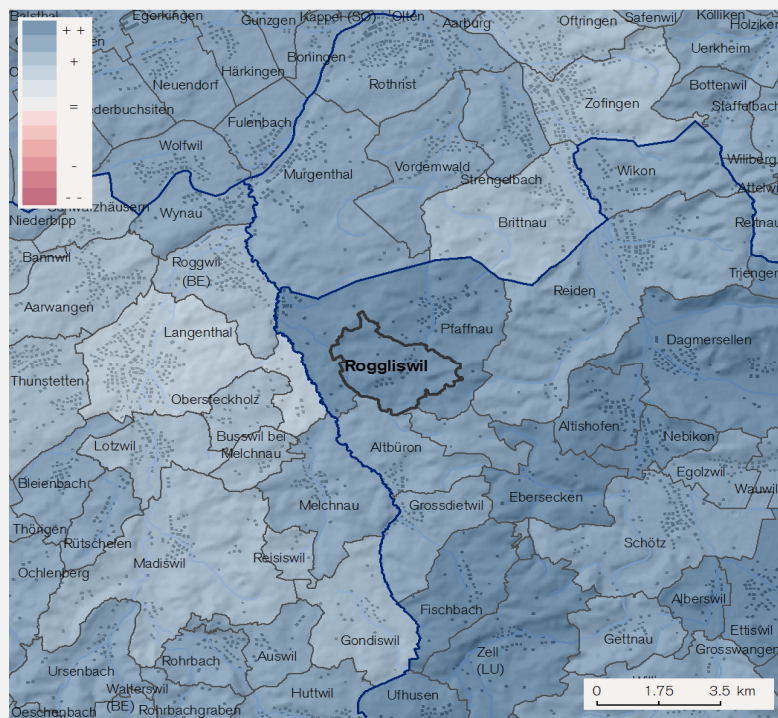 Balsthal
Egerkingen
Gunzgen
Kappel (SO)
Olten
Aarburg
Oftringen
Safenwil
Kölliken
Holziken
+ +
+
=
-
- -
Boningen
Härkingen
Neuendorf
Rothrist
Uerkheim
Bottenwil
Zofingen
Staffelbach
Niederbuchsiten
Fulenbach
Wolfwil
Murgenthal
Vordemwald
Strengelbach
Wikon
Wiliberg
Attelwil
Schwarzhäusern
Niederbipp
Wynau
Brittnau
Reitnau
Bannwil
Roggwil
(BE)
Triengen
Aarwangen
Reiden
Langenthal
Pfaffnau
Dagmersellen
Roggliswil
Thunstetten
Obersteckholz
Altishofen
Nebikon
Lotzwil
Busswil bei
Melchnau
Altbüron
Egolzwil
Wauwil
Bleienbach
Melchnau
Grossdietwil
Ebersecken
Thörigen
Rütschelen
Ochlenberg
Madiswil
Reisiswil
Schötz
Fischbach
Alberswil
Ettiswil
Gondiswil
Gettnau
Grosswangen
Ursenbach
Rohrbach
Auswil
Zell
(LU)
Walterswil
(BE)
Huttwil
Ufhusen
Oeschenbach
Rohrbachgraben
0 1.75 3.5 km